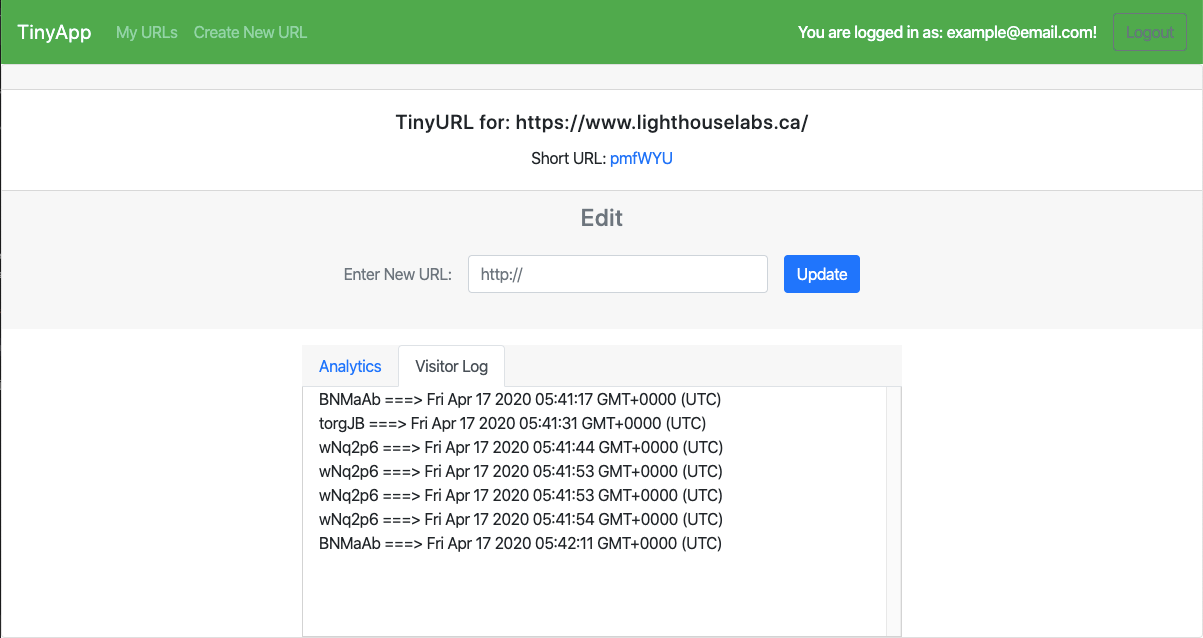 TinyApp My URLs Create New URL You are logged in as: example@email.com! Logout
TinyURL for: https://www.lighthouselabs.ca/
Short URL: pmfWYU
Edit
Enter New URL: http:// Update
Analytics Visitor Log
BNMaAb ===> Fri Apr 17 2020 05:41:17 GMT+0000 (UTC)
torgJB ===> Fri Apr 17 2020 05:41:31 GMT+0000 (UTC)
wNq2p6 ===> Fri Apr 17 2020 05:41:44 GMT+0000 (UTC)
wNq2p6 ===> Fri Apr 17 2020 05:41:53 GMT+0000 (UTC)
wNq2p6 ===> Fri Apr 17 2020 05:41:53 GMT+0000 (UTC)
wNq2p6 ===> Fri Apr 17 2020 05:41:54 GMT+0000 (UTC)
BNMaAb ===> Fri Apr 17 2020 05:42:11 GMT+0000 (UTC)